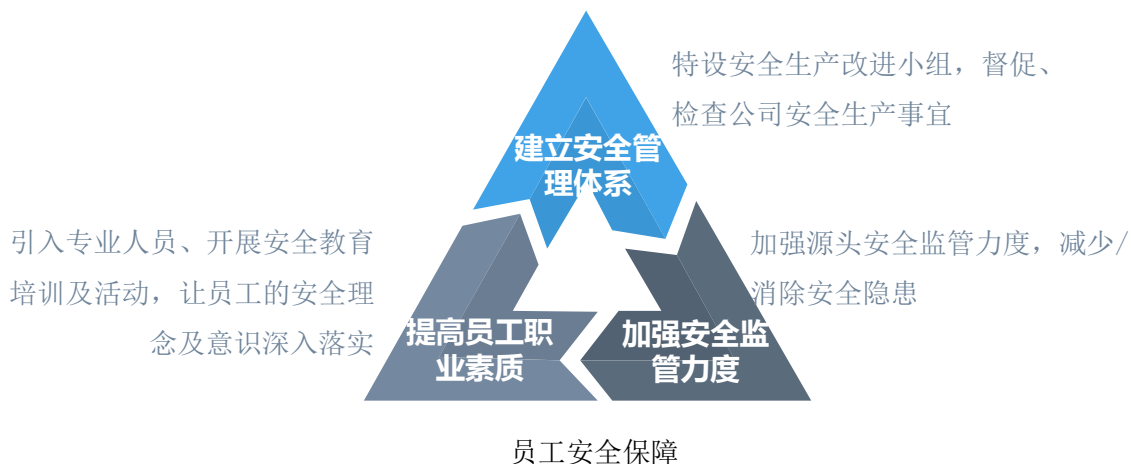 特设安全生产改进小组，督促、
检查公司安全生产事宜
建立安全管
理体系
引入专业人员、开展安全教育
培训及活动，让员工的安全理
念及意识深入落实
加强源头安全监管力度，减少/
消除安全隐患
提高员工职
业素质
加强安全监
管力度
员工安全保障